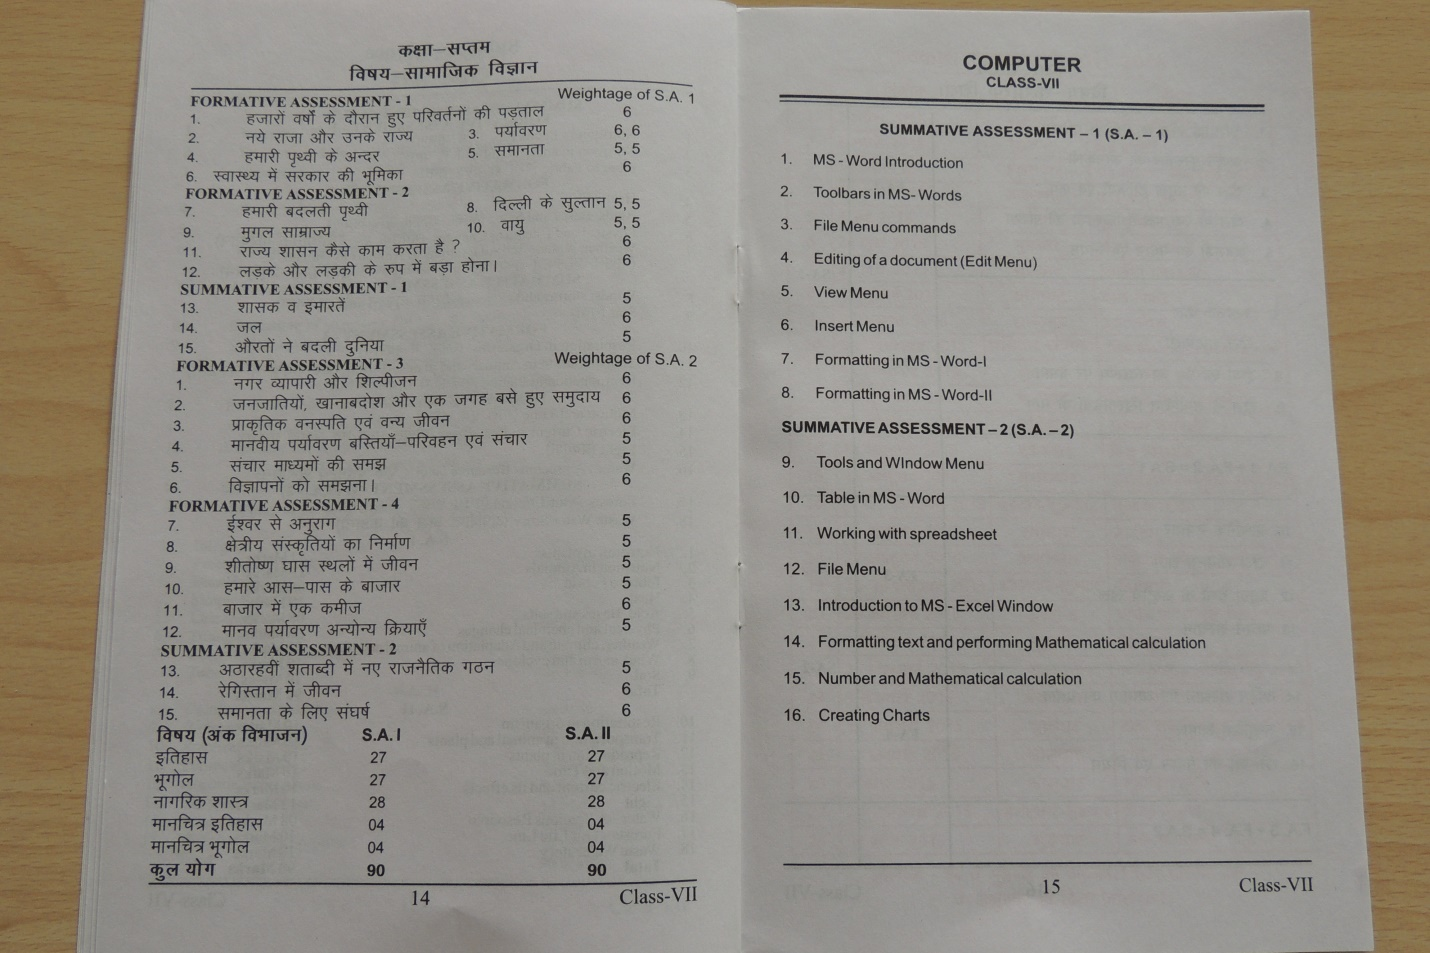 कक्षा–सप्तम
विषय–सामाजिक विज्ञान
FORMATIVE ASSESSMENT - 1 Weightage of S.A. 1
1. हजारों वर्षो के दौरान हुए परिवर्तनों की पड़ताल 6
2. नये राजा और उनके राज्य 3. पर्यावरण 6, 6
4. हमारी पृथ्वी के अन्दर 5. समानता 5, 5
6. स्वास्थ्य में सरकार की भूमिका 6
FORMATIVE ASSESSMENT - 2
7. हमारी बदलती पृथ्वी 8. दिल्ली के सुल्तान 5, 5
9. मुगल साम्राज्य 10. वायु 5, 5
11. राज्य शासन कैसे काम करता है ? 6
12. लड़के और लड़की के रुप में बड़ा होना। 6
SUMMATIVE ASSESSMENT - 1
13. शासक व इमारतें 5
14. जल 6
15. औरतों ने बदली दुनिया 5
FORMATIVE ASSESSMENT - 3 Weightage of S.A. 2
1. नगर व्यापारी और शिल्पीजन 6
2. जनजातियों, खानाबदोश और एक जगह बसे हुए समुदाय 6
3. प्राकृतिक वनस्पति एवं वन्य जीवन 6
4. मानवीय पर्यावरण बस्तियाँ–परिवहन एवं संचार 5
5. संचार माध्यमों की समझ 5
6. विज्ञापनों को समझना। 6
FORMATIVE ASSESSMENT - 4
7. ईश्वर से अनुराग 5
8. क्षेत्रीय संस्कृतियों का निर्माण 5
9. शीतोष्ण घास स्थलों में जीवन 5
10. हमारे आस–पास के बाजार 5
11. बाजार में एक कमीज 6
12. मानव पर्यावरण अन्योन्य क्रियाएँ 5
SUMMATIVE ASSESSMENT - 2
13. अठारहवीं शताब्दी में नए राजनैतिक गठन 5
14. रेगिस्तान में जीवन 6
15. समानता के लिए संघर्ष 6
विषय (अंक विभाजन) S.A. I S.A. II
इतिहास 27 27
भूगोल 27 27
नागरिक शास्त्र 28 28
मानचित्र इतिहास 04 04
मानचित्र भूगोल 04 04
कुल योग 90 90
14 Class-VII
COMPUTER
CLASS-VII
SUMMATIVE ASSESSMENT – 1 (S.A. – 1)
1. MS - Word Introduction
2. Toolbars in MS- Words
3. File Menu commands
4. Editing of a document (Edit Menu)
5. View Menu
6. Insert Menu
7. Formatting in MS - Word-I
8. Formatting in MS - Word-II
SUMMATIVE ASSESSMENT – 2 (S.A. – 2)
9. Tools and WIndow Menu
10. Table in MS - Word
11. Working with spreadsheet
12. File Menu
13. Introduction to MS - Excel Window
14. Formatting text and performing Mathematical calculation
15. Number and Mathematical calculation
16. Creating Charts
15 Class-VII